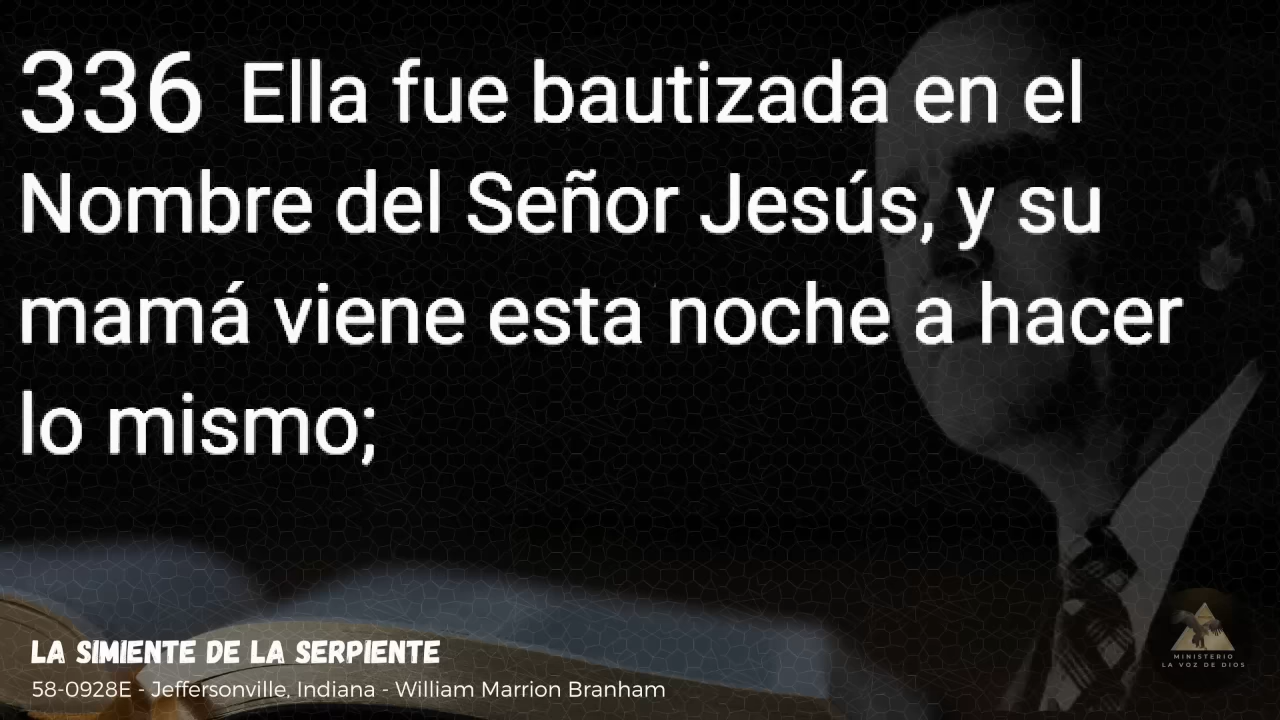 336 Ella fue bautizada en el
Nombre del Señor Jesús, y su
mamá viene esta noche a hacer
lo mismo;
LA SIMIENTE DE LA SERPIENTE
58-0928E - Jeffersonville, Indiana - William Marrion Branham
MINISTERIO
LA VOZ DE DIOS